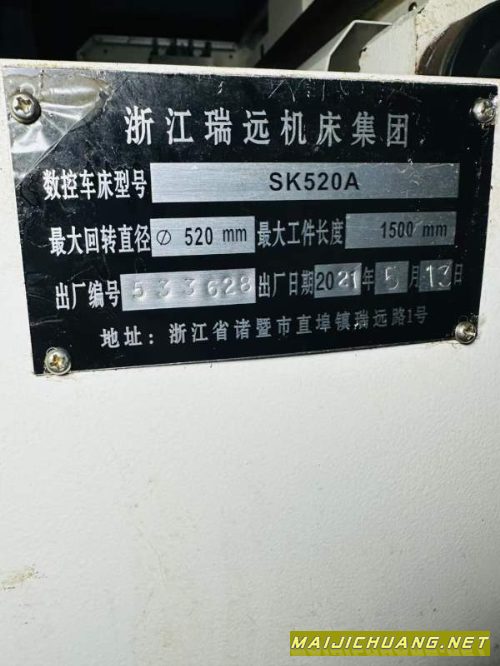 浙江瑞远机床集团
数控车床型号 SK520A
最大回转直径 ∅ 520 mm 最大工件长度 1500 mm
出厂编号 533628 出厂日期 2021 年 5 月 13 日
地址：浙江省诸暨市直埠镇瑞远路1号
MAIJICHUANG.NET